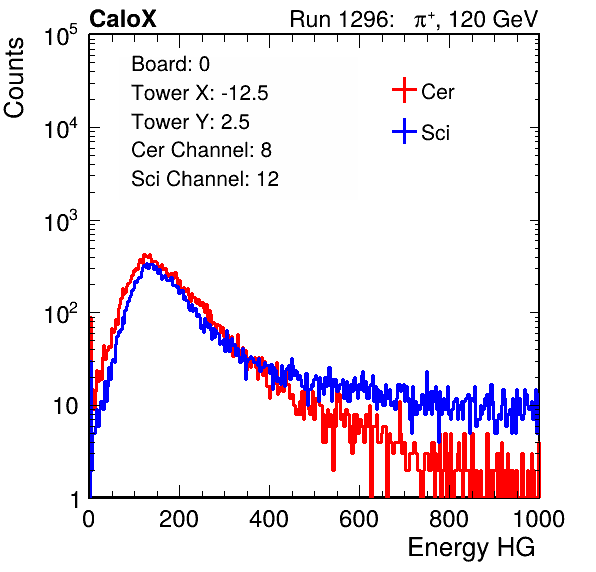 CaloX Run 1296: π⁺, 120 GeV
Counts
10⁵
10⁴
10³
10²
10
1
Board: 0
Tower X: -12.5
Tower Y: 2.5
Cer Channel: 8
Sci Channel: 12
Cer
Sci
0 200 400 600 800 1000
Energy HG